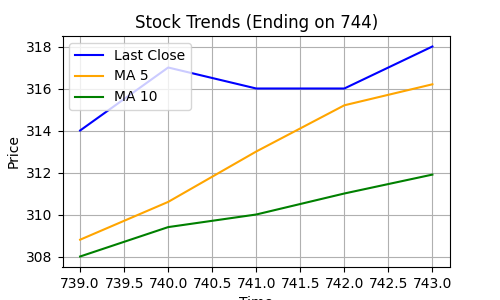 Stock Trends (Ending on 744)
318
316
314
312
310
308
Price
Last Close
MA 5
MA 10
739.0 739.5 740.0 740.5 741.0 741.5 742.0 742.5 743.0
Time